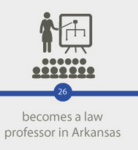 26
becomes a law
professor in Arkansas